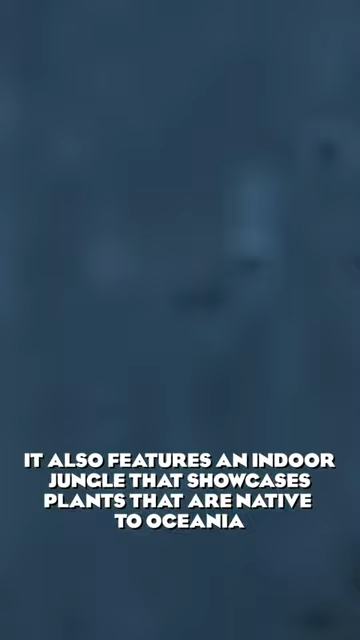 IT ALSO FEATURES AN INDOOR
JUNGLE THAT SHOWCASES
PLANTS THAT ARE NATIVE
TO OCEANIA